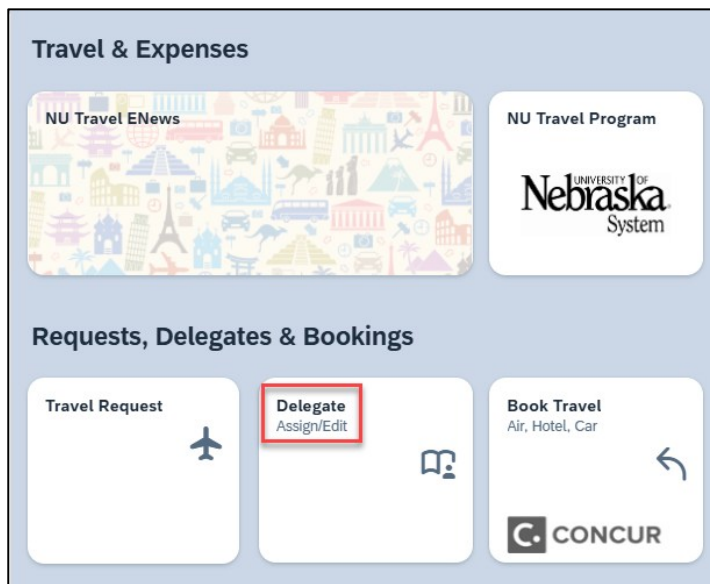 Travel & Expenses
NU Travel ENews
NU Travel Program
UNIVERSITY OF
Nebraska
System
Requests, Delegates & Bookings
Travel Request
Delegate
Assign/Edit
Book Travel
Air, Hotel, Car
C. CONCUR